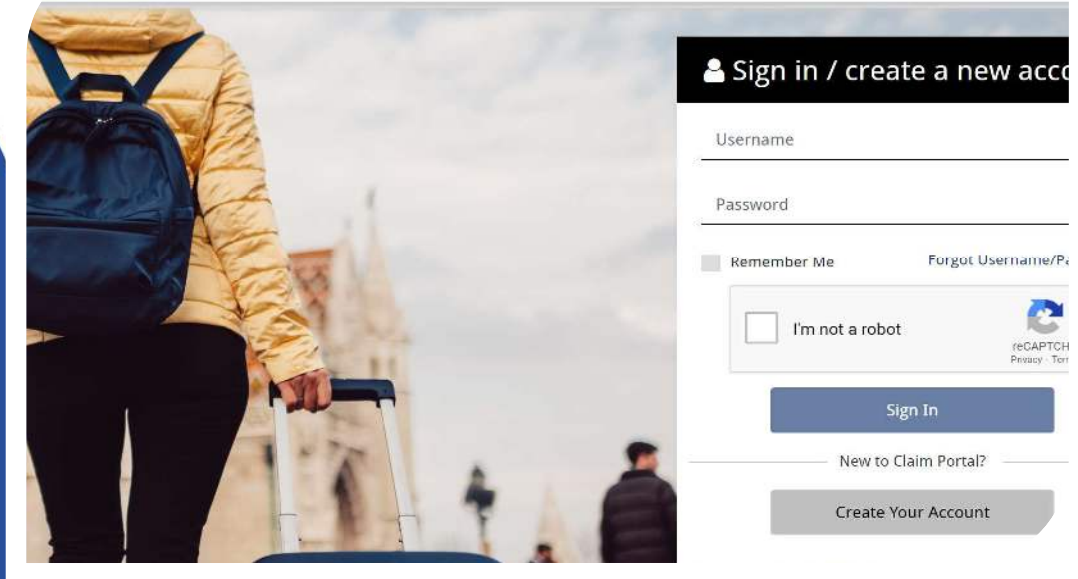 Sign in / create a new acco
Username
Password
Remember Me Forgot Username/Pa
I'm not a robot
reCAPTCH
Privacy - Terr
Sign In
New to Claim Portal?
Create Your Account